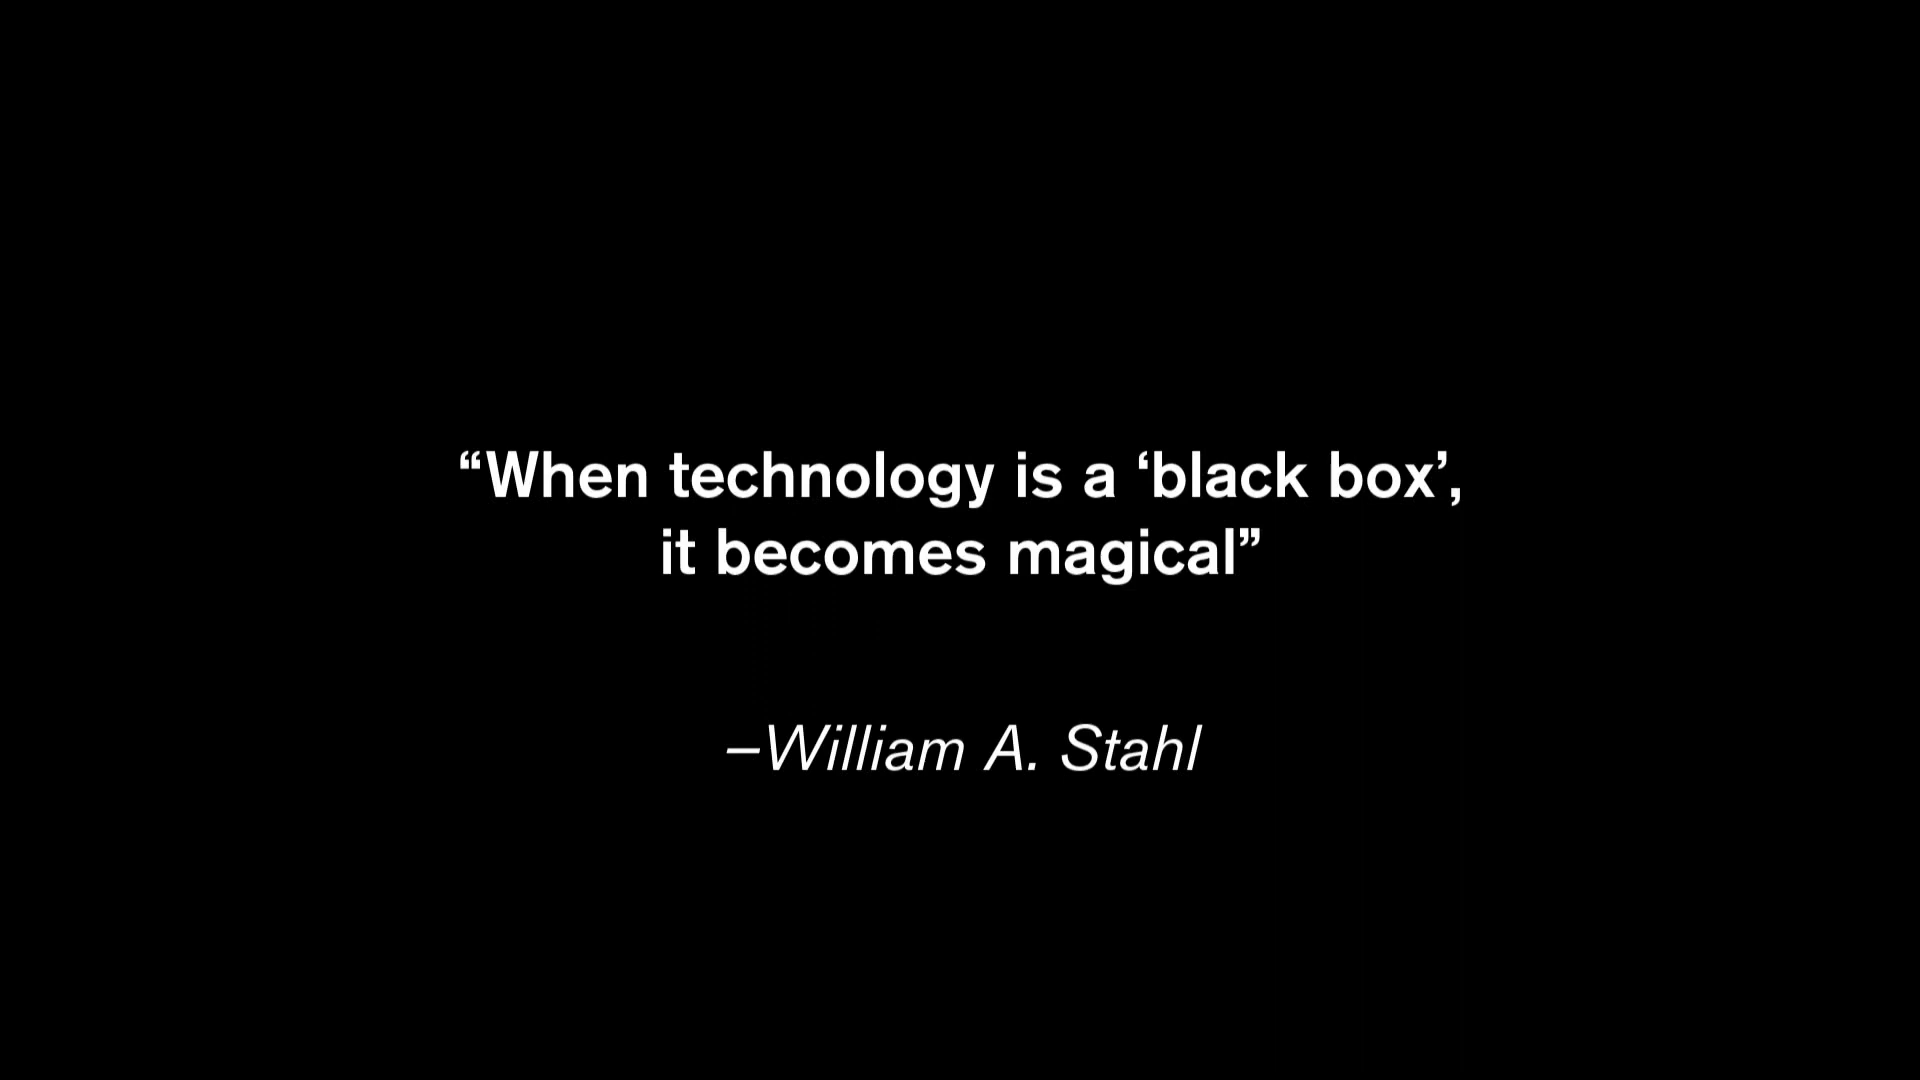 “When technology is a ‘black box’,
it becomes magical”
–William A. Stahl